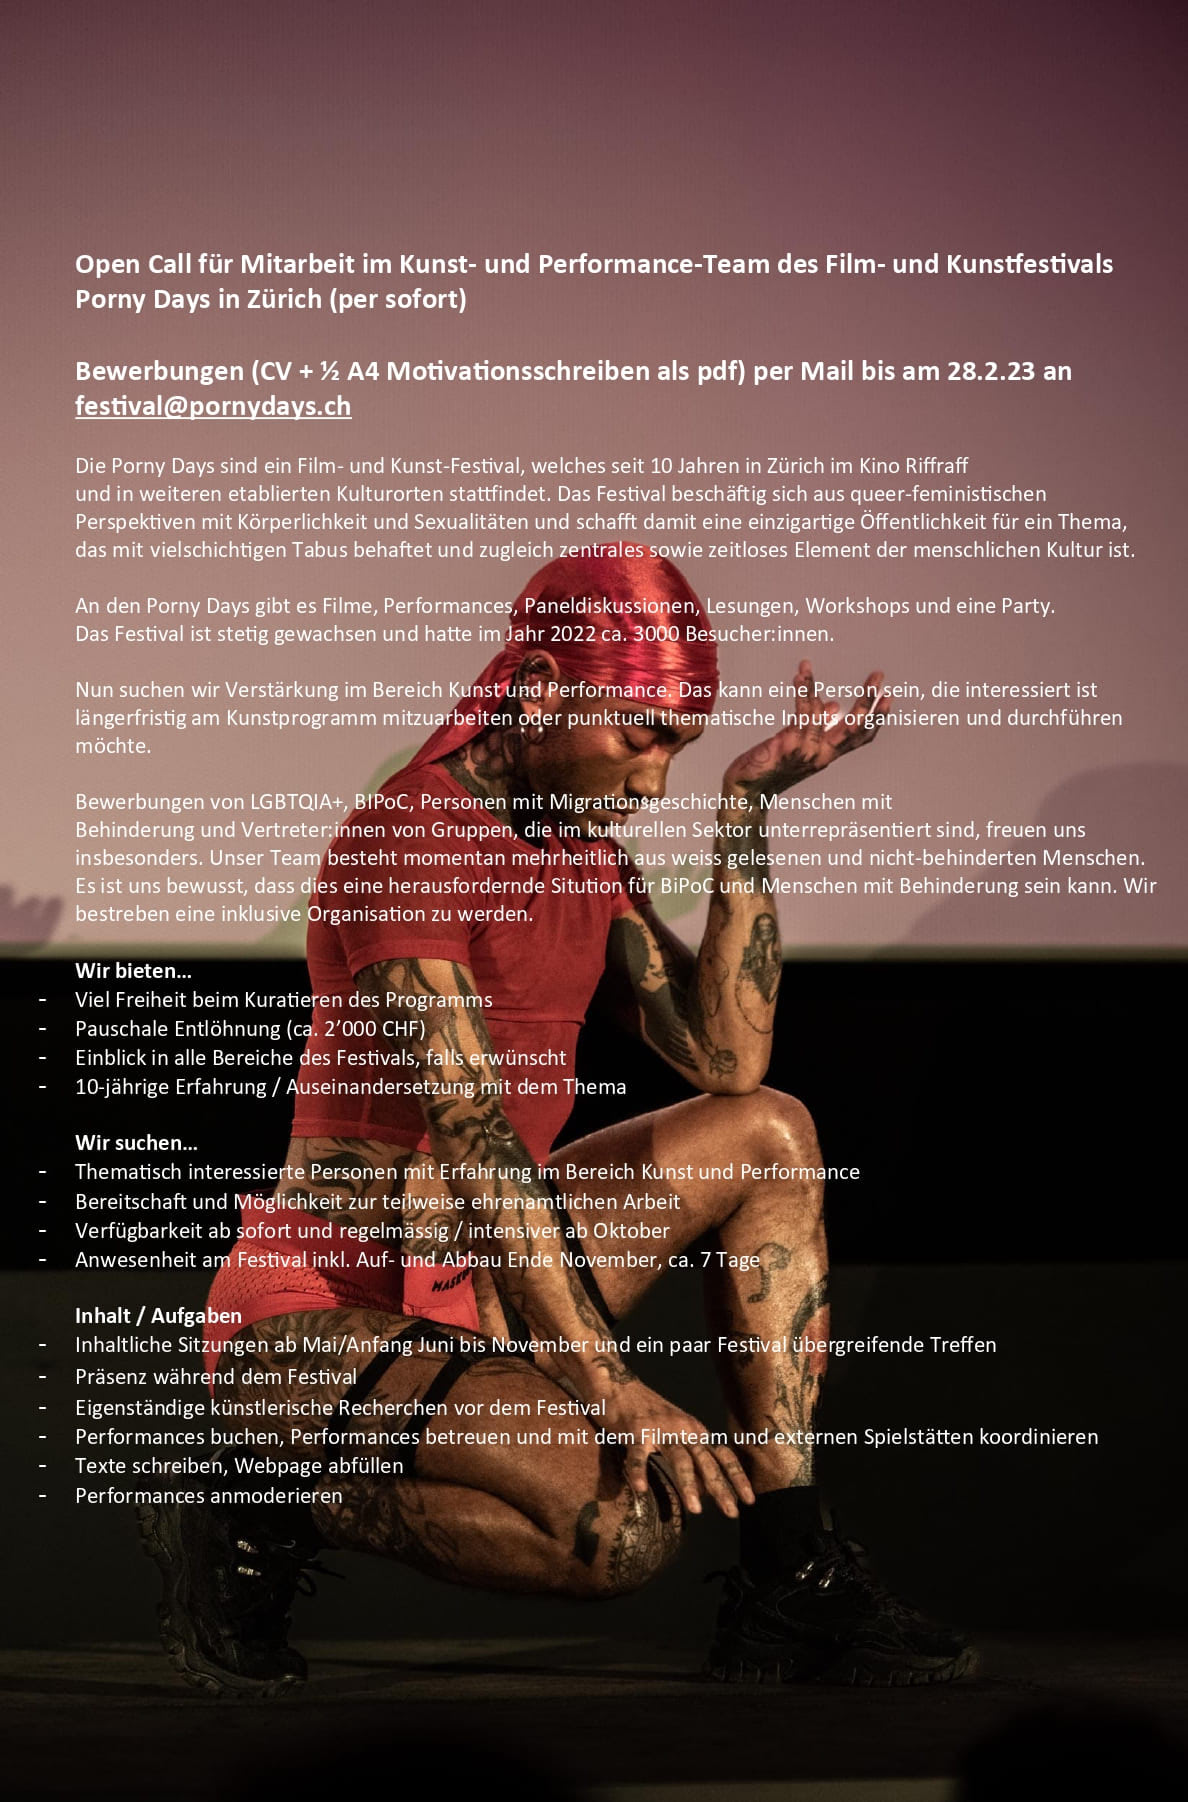 Open Call für Mitarbeit im Kunst- und Performance-Team des Film- und Kunstfestivals
Porny Days in Zürich (per sofort)
Bewerbungen (CV + ½ A4 Motivationsschreiben als pdf) per Mail bis am 28.2.23 an
festival@pornydays.ch
Die Porny Days sind ein Film- und Kunst-Festival, welches seit 10 Jahren in Zürich im Kino Riffraff
und in weiteren etablierten Kulturorten stattfindet. Das Festival beschäftig sich aus queer-feministischen
Perspektiven mit Körperlichkeit und Sexualitäten und schafft damit eine einzigartige Öffentlichkeit für ein Thema,
das mit vielschichtigen Tabus behaftet und zugleich zentrales sowie zeitloses Element der menschlichen Kultur ist.
An den Porny Days gibt es Filme, Performances, Paneldiskussionen, Lesungen, Workshops und eine Party.
Das Festival ist stetig gewachsen und hatte im Jahr 2022 ca. 3000 Besucher:innen.
Nun suchen wir Verstärkung im Bereich Kunst und Performance. Das kann eine Person sein, die interessiert ist
längerfristig am Kunstprogramm mitzuarbeiten oder punktuell thematische Inputs organisieren und durchführen
möchte.
Bewerbungen von LGBTQIA+, BIPoC, Personen mit Migrationsgeschichte, Menschen mit
Behinderung und Vertreter:innen von Gruppen, die im kulturellen Sektor unterrepräsentiert sind, freuen uns
insbesonders. Unser Team besteht momentan mehrheitlich aus weiss gelesenen und nicht-behinderten Menschen.
Es ist uns bewusst, dass dies eine herausfordernde Sitution für BiPoC und Menschen mit Behinderung sein kann. Wir
bestreben eine inklusive Organisation zu werden.
Wir bieten…
- Viel Freiheit beim Kuratieren des Programms
- Pauschale Entlöhnung (ca. 2’000 CHF)
- Einblick in alle Bereiche des Festivals, falls erwünscht
- 10-jährige Erfahrung / Auseinandersetzung mit dem Thema
Wir suchen…
- Thematisch interessierte Personen mit Erfahrung im Bereich Kunst und Performance
- Bereitschaft und Möglichkeit zur teilweise ehrenamtlichen Arbeit
- Verfügbarkeit ab sofort und regelmässig / intensiver ab Oktober
- Anwesenheit am Festival inkl. Auf- und Abbau Ende November, ca. 7 Tage
Inhalt / Aufgaben
- Inhaltliche Sitzungen ab Mai/Anfang Juni bis November und ein paar Festival übergreifende Treffen
- Präsenz während dem Festival
- Eigenständige künstlerische Recherchen vor dem Festival
- Performances buchen, Performances betreuen und mit dem Filmteam und externen Spielstätten koordinieren
- Texte schreiben, Webpage abfüllen
- Performances anmoderieren